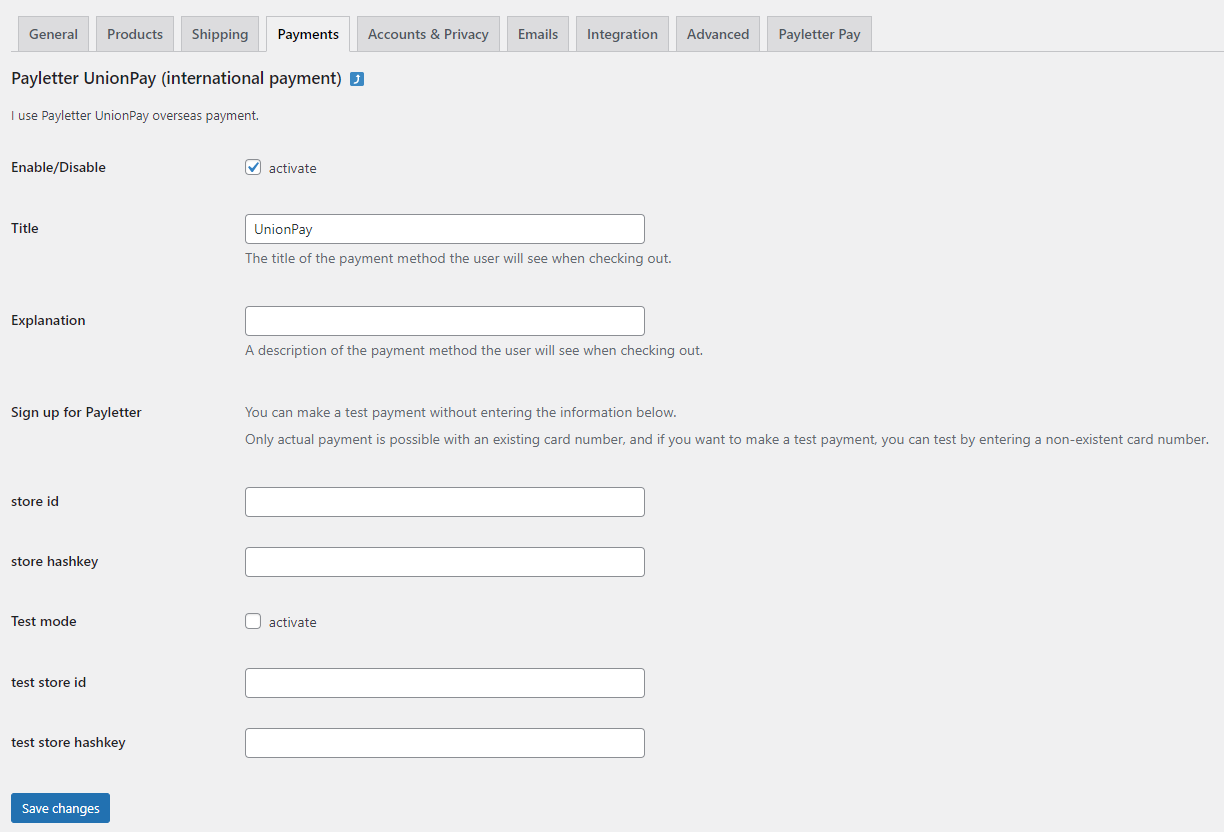 General Products Shipping Payments Accounts & Privacy Emails Integration Advanced Payletter Pay
Payletter UnionPay (international payment)
I use Payletter UnionPay overseas payment.
Enable/Disable activate
Title UnionPay
The title of the payment method the user will see when checking out.
Explanation
A description of the payment method the user will see when checking out.
Sign up for Payletter You can make a test payment without entering the information below.
Only actual payment is possible with an existing card number, and if you want to make a test payment, you can test by entering a non-existent card number.
store id
store hashkey
Test mode activate
test store id
test store hashkey
Save changes